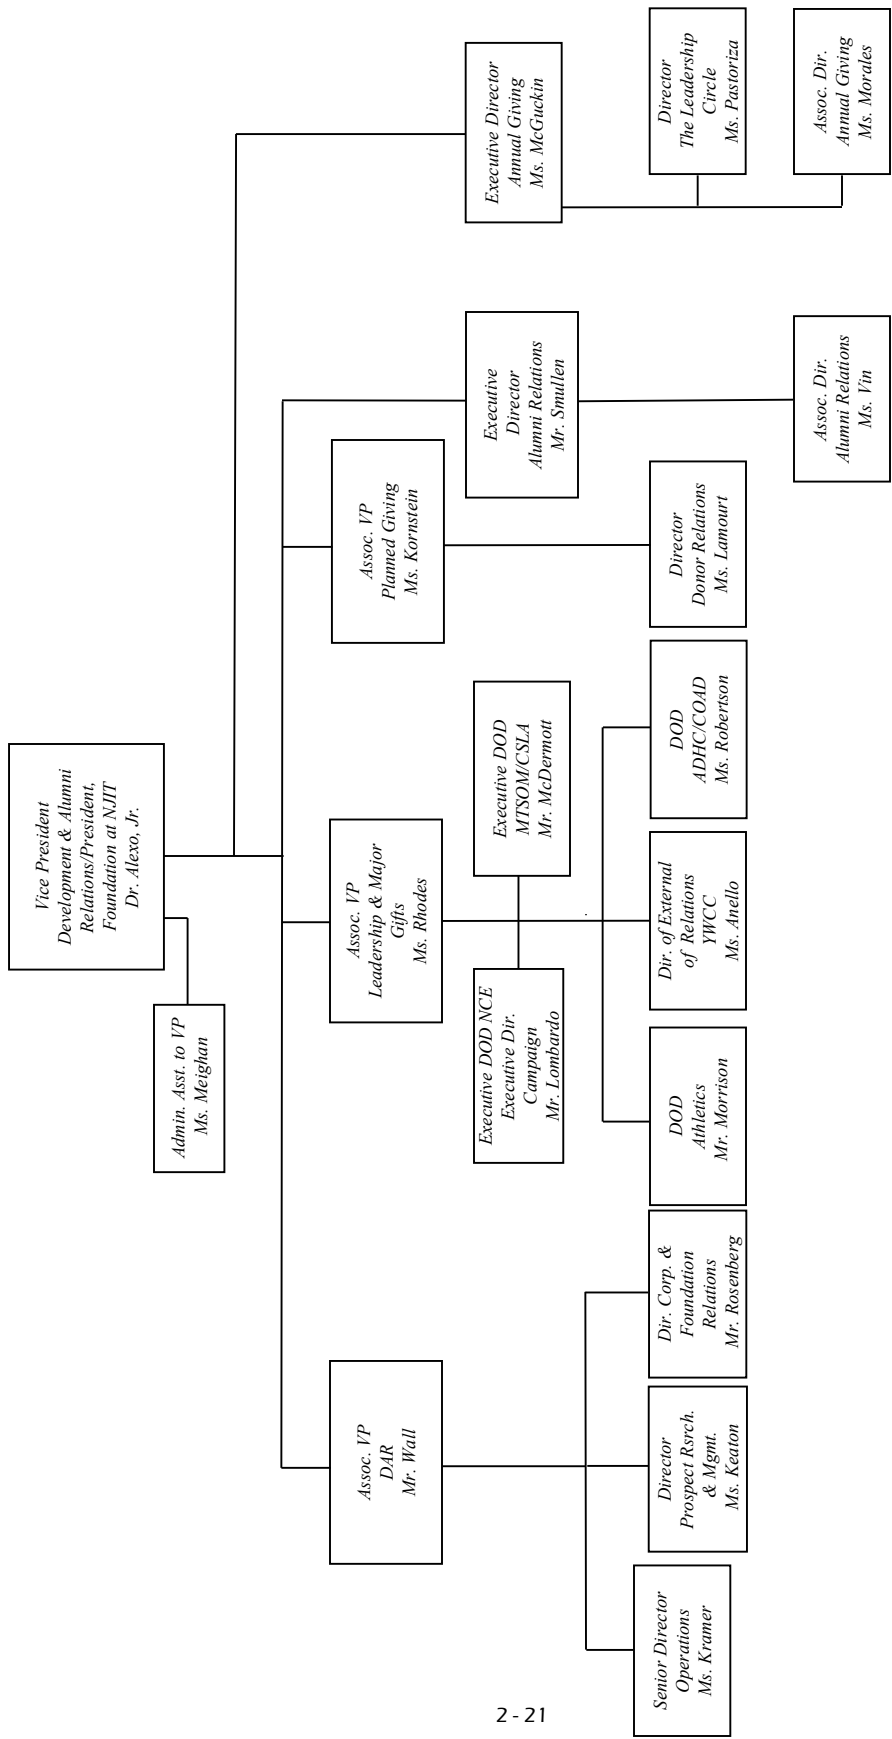 Vice President
Development & Alumni
Relations/President,
Foundation at NJIT
Dr. Alexo, Jr.
Admin. Asst. to VP
Ms. Meighan
Assoc. VP
DAR
Mr. Wall
Assoc. VP
Leadership & Major
Gifts
Ms. Rhodes
Assoc. VP
Planned Giving
Ms. Kornstein
Executive
Director
Alumni Relations
Mr. Smullen
Executive Director
Annual Giving
Ms. McGuckin
Executive DOD NCE
Executive Dir.
Campaign
Mr. Lombardo
Executive DOD
MTSOM/CSLA
Mr. McDermott
Senior Director
Operations
Ms. Kramer
Director
Prospect Rsrch.
& Mgmt.
Ms. Keaton
Dir. Corp. &
Foundation
Relations
Mr. Rosenberg
DOD
Athletics
Mr. Morrison
Dir. of External
of Relations
YWCC
Ms. Anello
DOD
ADHC/COAD
Ms. Robertson
Director
Donor Relations
Ms. Lamourt
Director
The Leadership
Circle
Ms. Pastoriza
Assoc. Dir.
Alumni Relations
Ms. Vin
Assoc. Dir.
Annual Giving
Ms. Morales
2 - 21